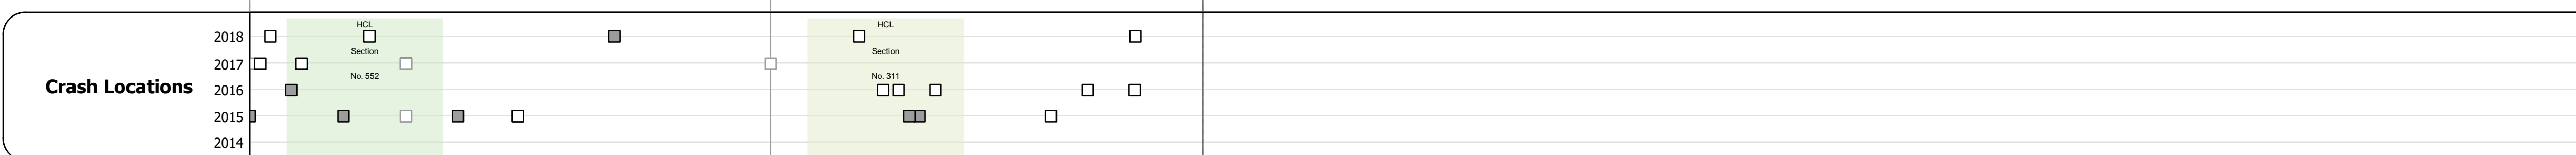 Crash Locations
2018
2017
2016
2015
2014
HCL
Section
No. 552
HCL
Section
No. 311